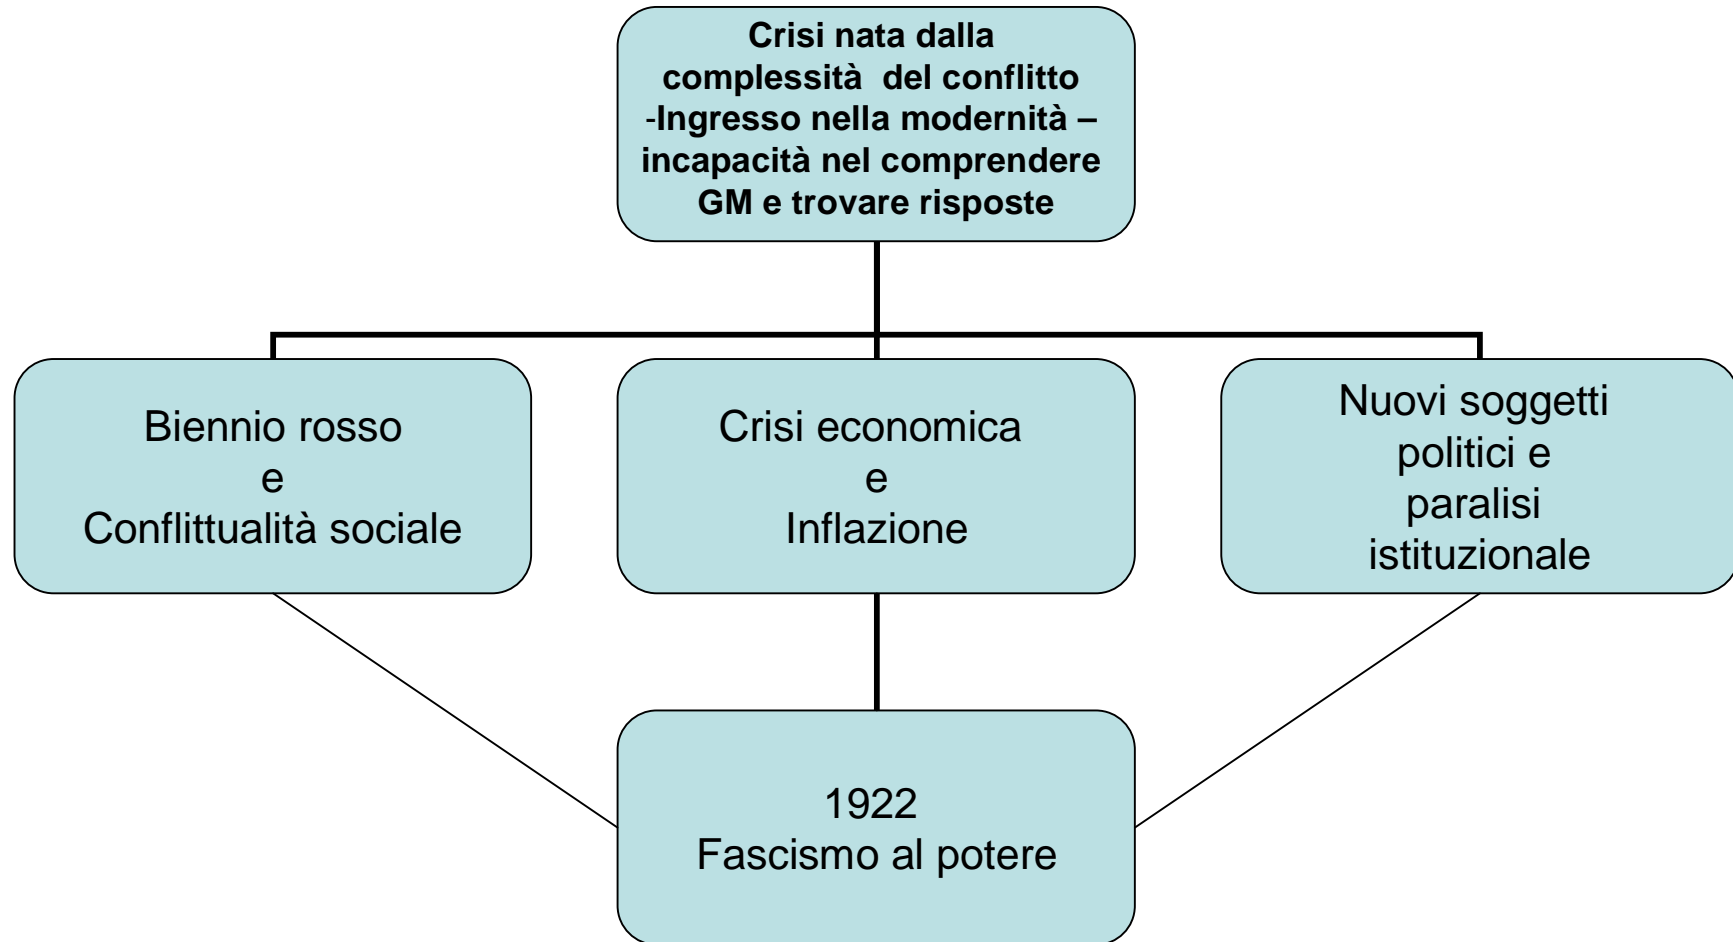 Crisi nata dalla
complessità del conflitto
-Ingresso nella modernità –
incapacità nel comprendere
GM e trovare risposte
Biennio rosso
e
Conflittualità sociale
Crisi economica
e
Inflazione
Nuovi soggetti
politici e
paralisi
istituzionale
1922
Fascismo al potere